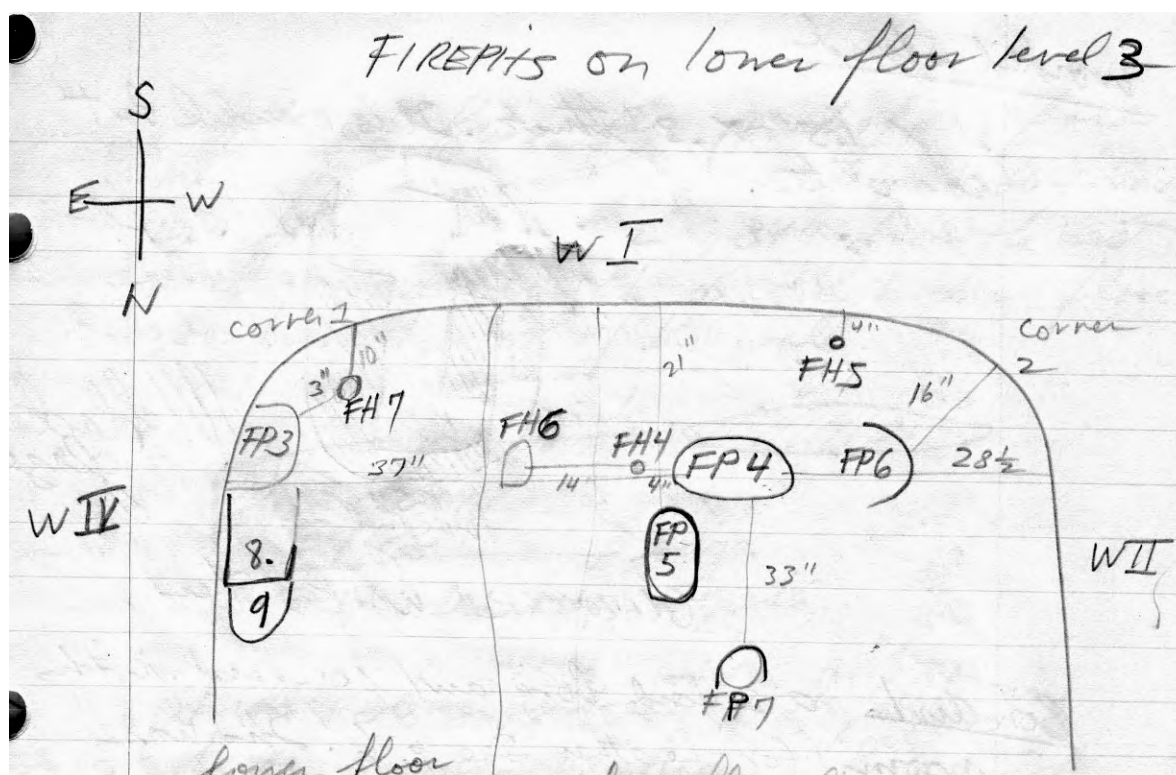 FIREPITS on lower floor level 3
S
E W
N
W I
corner 1
corner 2
10"
3"
FH7
21"
4"
FH5
16"
FP3
37"
FH6
14"
FH4
4"
FP4
FP6
28½
W IV
W II
8.
9
FP 5
33"
FP7
lower floor